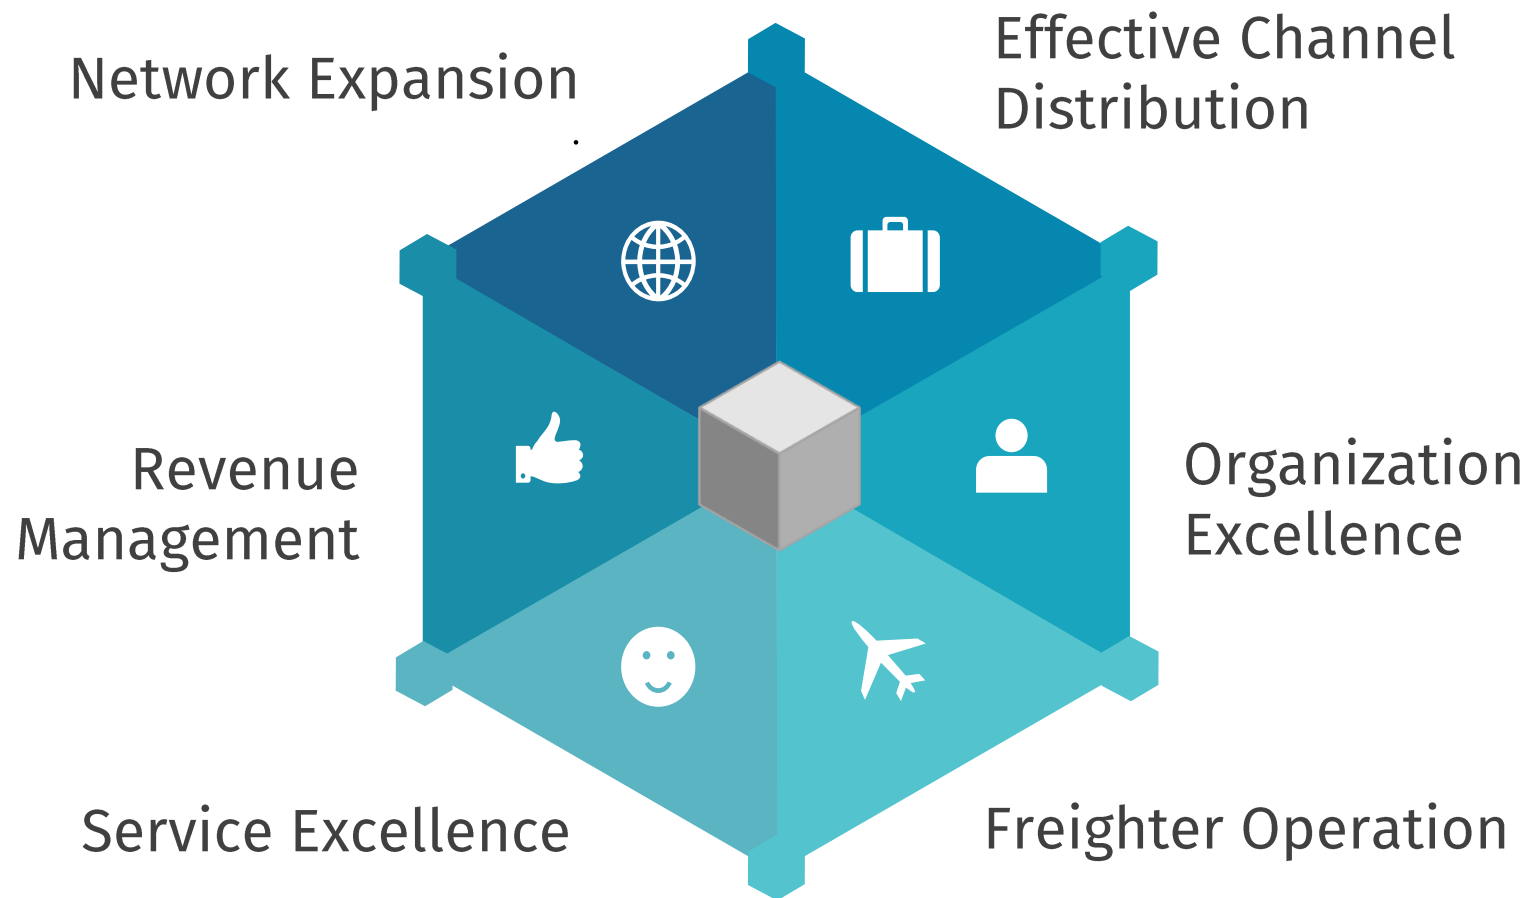 Network Expansion
.
Effective Channel
Distribution
Revenue
Management
Organization
Excellence
Service Excellence
Freighter Operation